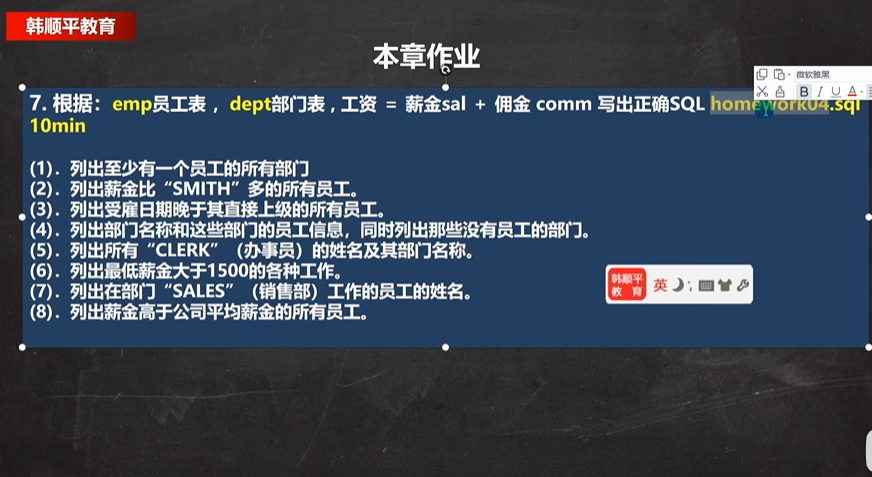 韩顺平教育
本章作业
微软雅黑
B I U A
7. 根据：emp员工表 ，dept部门表 , 工资 = 薪金sal + 佣金 comm 写出正确SQL homework04.sql
10min
(1)．列出至少有一个员工的所有部门
(2)．列出薪金比“SMITH”多的所有员工。
(3)．列出受雇日期晚于其直接上级的所有员工。
(4)．列出部门名称和这些部门的员工信息，同时列出那些没有员工的部门。
(5)．列出所有“CLERK”（办事员）的姓名及其部门名称。
(6)．列出最低薪金大于1500的各种工作。
(7)．列出在部门“SALES”（销售部）工作的员工的姓名。
(8)．列出薪金高于公司平均薪金的所有员工。
韩顺平
教 育
英